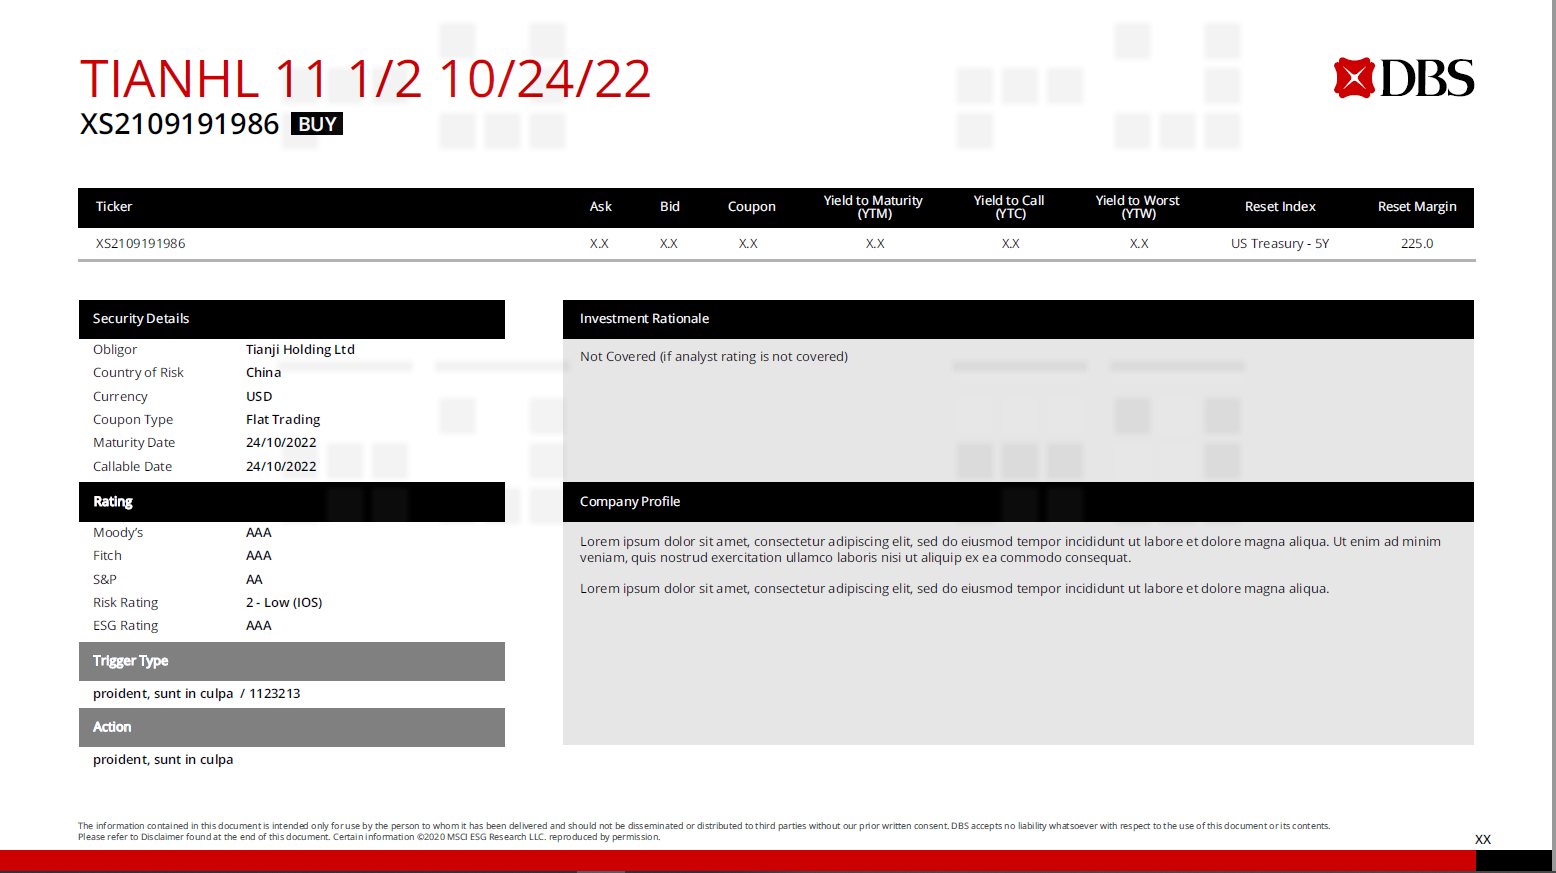 TIANHL 11 1/2 10/24/22
DBS
XS2109191986 BUY
Ticker Ask Bid Coupon Yield to Maturity (YTM) Yield to Call (YTC) Yield to Worst (YTW) Reset Index Reset Margin
XS2109191986 X.X X.X X.X X.X X.X X.X US Treasury - 5Y 225.0
Security Details
Obligor Tianji Holding Ltd
Country of Risk China
Currency USD
Coupon Type Flat Trading
Maturity Date 24/10/2022
Callable Date 24/10/2022
Rating
Moody’s AAA
Fitch AAA
S&P AA
Risk Rating 2 - Low (IOS)
ESG Rating AAA
Trigger Type
proident, sunt in culpa / 1123213
Action
proident, sunt in culpa
Investment Rationale
Not Covered (if analyst rating is not covered)
Company Profile
Lorem ipsum dolor sit amet, consectetur adipiscing elit, sed do eiusmod tempor incididunt ut labore et dolore magna aliqua. Ut enim ad minim
veniam, quis nostrud exercitation ullamco laboris nisi ut aliquip ex ea commodo consequat.
Lorem ipsum dolor sit amet, consectetur adipiscing elit, sed do eiusmod tempor incididunt ut labore et dolore magna aliqua.
The information contained in this document is intended only for use by the person to whom it has been delivered and should not be disseminated or distributed to third parties without our prior written consent. DBS accepts no liability whatsoever with respect to the use of this document or its contents.
Please refer to Disclaimer found at the end of this document. Certain information ©2020 MSCI ESG Research LLC. reproduced by permission.
XX